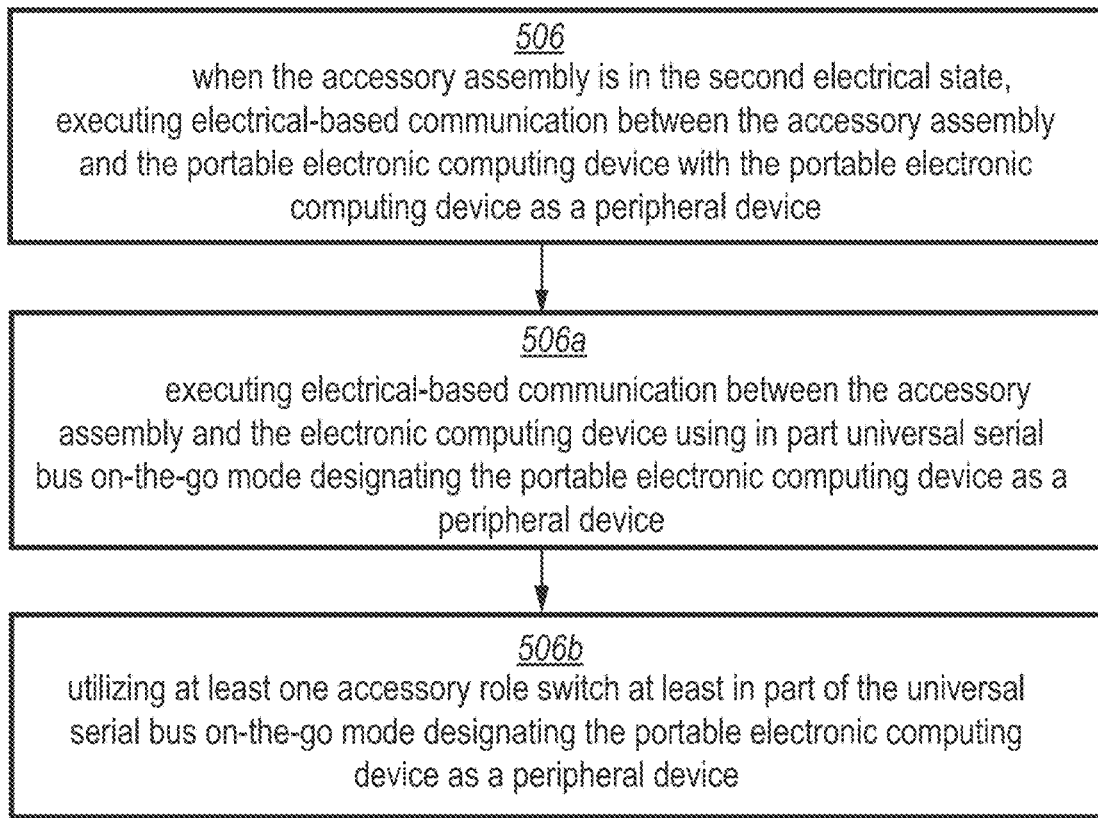 506
when the accessory assembly is in the second electrical state,
executing electrical-based communication between the accessory assembly
and the portable electronic computing device with the portable electronic
computing device as a peripheral device
506a
executing electrical-based communication between the accessory
assembly and the electronic computing device using in part universal serial
bus on-the-go mode designating the portable electronic computing device as a
peripheral device
506b
utilizing at least one accessory role switch at least in part of the universal
serial bus on-the-go mode designating the portable electronic computing
device as a peripheral device